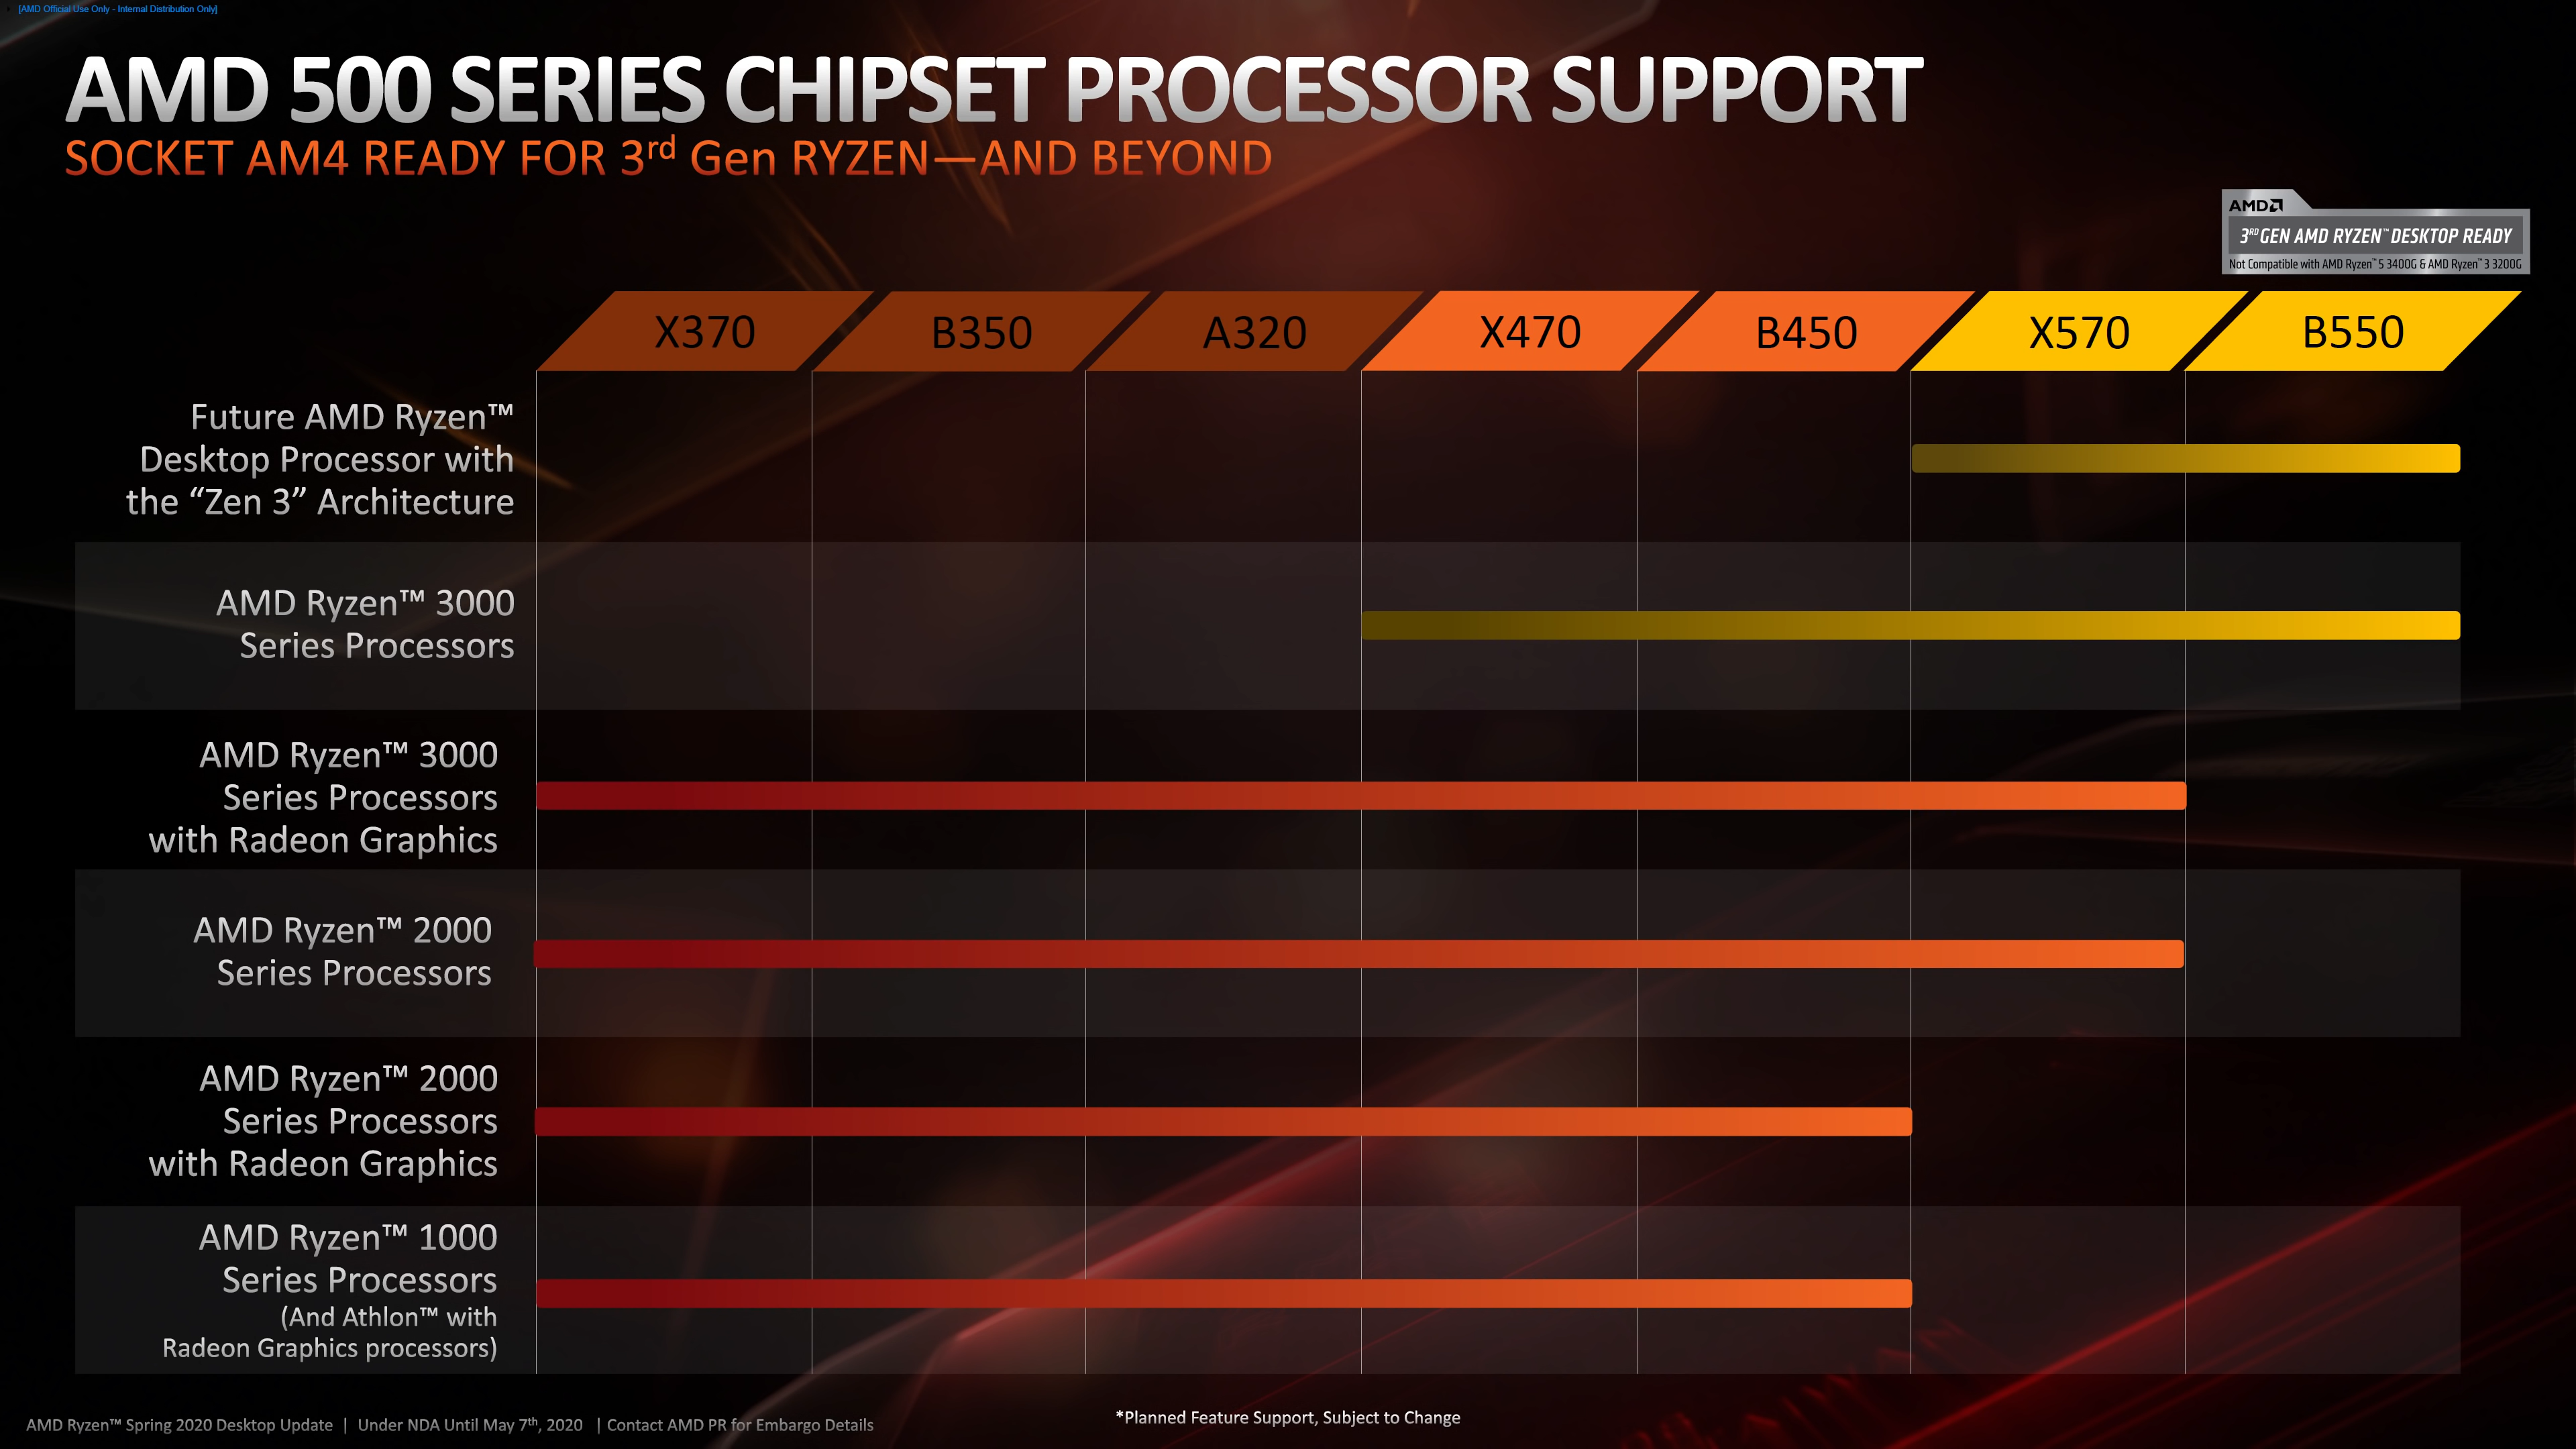 [AMD Official Use Only - Internal Distribution Only]
AMD 500 SERIES CHIPSET PROCESSOR SUPPORT
SOCKET AM4 READY FOR 3rd Gen RYZEN—AND BEYOND
AMD
3RD GEN AMD RYZEN™ DESKTOP READY
Not Compatible with AMD Ryzen™ 5 3400G & AMD Ryzen™ 3 3200G
X370 B350 A320 X470 B450 X570 B550
Future AMD Ryzen™
Desktop Processor with
the “Zen 3” Architecture
AMD Ryzen™ 3000
Series Processors
AMD Ryzen™ 3000
Series Processors
with Radeon Graphics
AMD Ryzen™ 2000
Series Processors
AMD Ryzen™ 2000
Series Processors
with Radeon Graphics
AMD Ryzen™ 1000
Series Processors
(And Athlon™ with
Radeon Graphics processors)
*Planned Feature Support, Subject to Change
AMD Ryzen™ Spring 2020 Desktop Update | Under NDA Until May 7th, 2020 | Contact AMD PR for Embargo Details